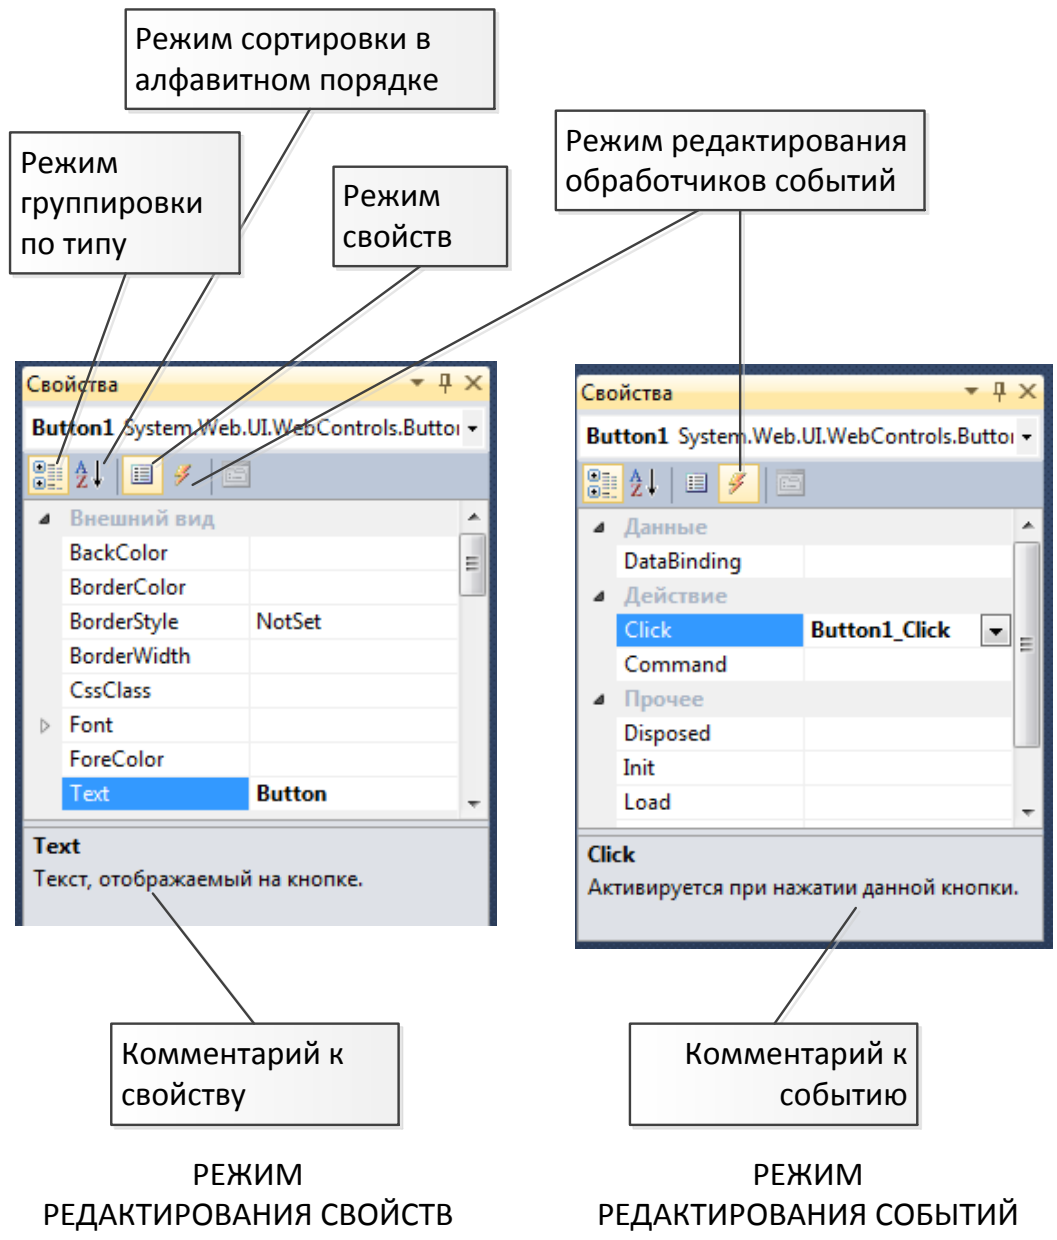 Режим сортировки в
алфавитном порядке
Режим
группировки
по типу
Режим
свойств
Режим редактирования
обработчиков событий
Свойства
Button1 System.Web.UI.WebControls.Button
Внешний вид
BackColor
BorderColor
BorderStyle NotSet
BorderWidth
CssClass
Font
ForeColor
Text Button
Text
Текст, отображаемый на кнопке.
Комментарий к
свойству
РЕЖИМ
РЕДАКТИРОВАНИЯ СВОЙСТВ
Свойства
Button1 System.Web.UI.WebControls.Button
Данные
DataBinding
Действие
Click Button1_Click
Command
Прочее
Disposed
Init
Load
Click
Активируется при нажатии данной кнопки.
Комментарий к
событию
РЕЖИМ
РЕДАКТИРОВАНИЯ СОБЫТИЙ